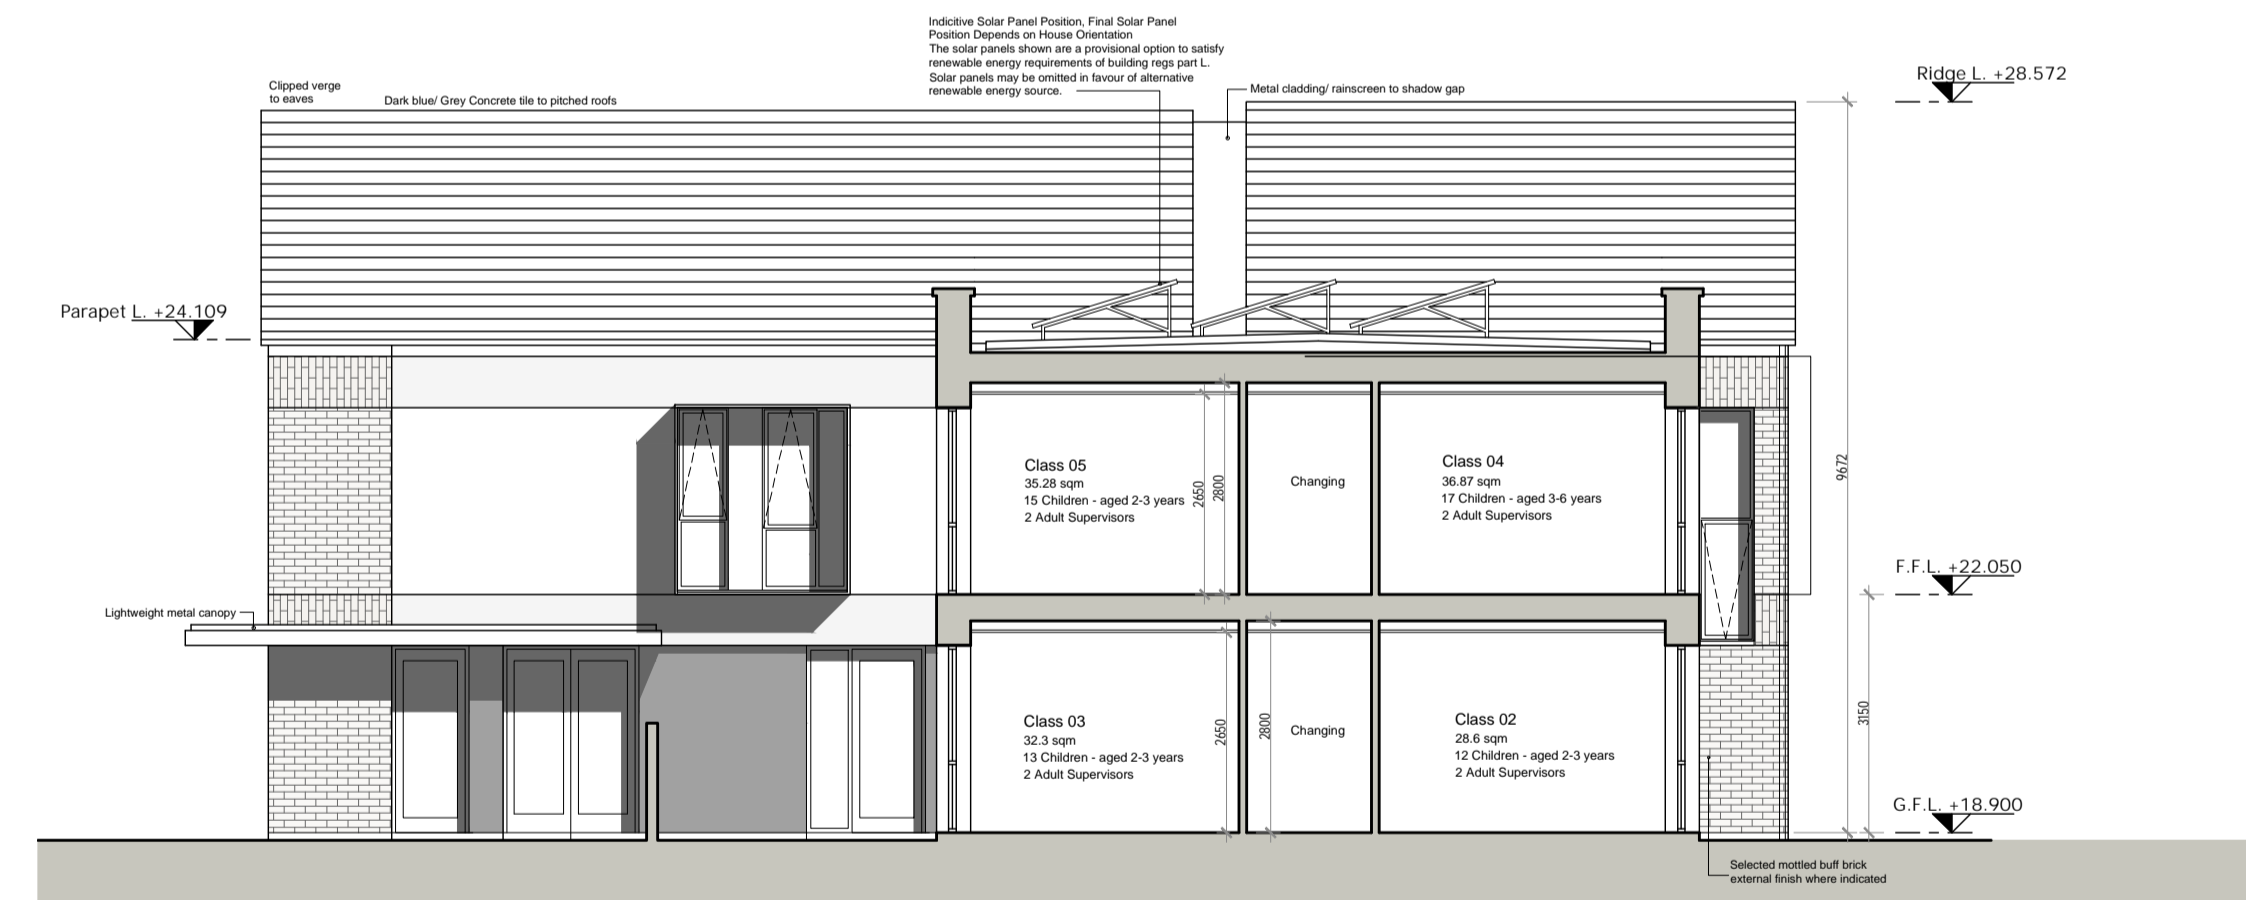 Indicitive Solar Panel Position, Final Solar Panel
Position Depends on House Orientation
The solar panels shown are a provisional option to satisfy
renewable energy requirements of building regs part L.
Solar panels may be omitted in favour of alternative
renewable energy source.
Clipped verge
to eaves
Dark blue/ Grey Concrete tile to pitched roofs
Metal cladding/ rainscreen to shadow gap
Ridge L. +28.572
Parapet L. +24.109
Class 05
35.28 sqm
15 Children - aged 2-3 years
2 Adult Supervisors
2650
2800
Changing
Class 04
36.87 sqm
17 Children - aged 3-6 years
2 Adult Supervisors
9672
F.F.L. +22.050
Lightweight metal canopy
Class 03
32.3 sqm
13 Children - aged 2-3 years
2 Adult Supervisors
2650
2800
Changing
Class 02
28.6 sqm
12 Children - aged 2-3 years
2 Adult Supervisors
3150
G.F.L. +18.900
Selected mottled buff brick
external finish where indicated